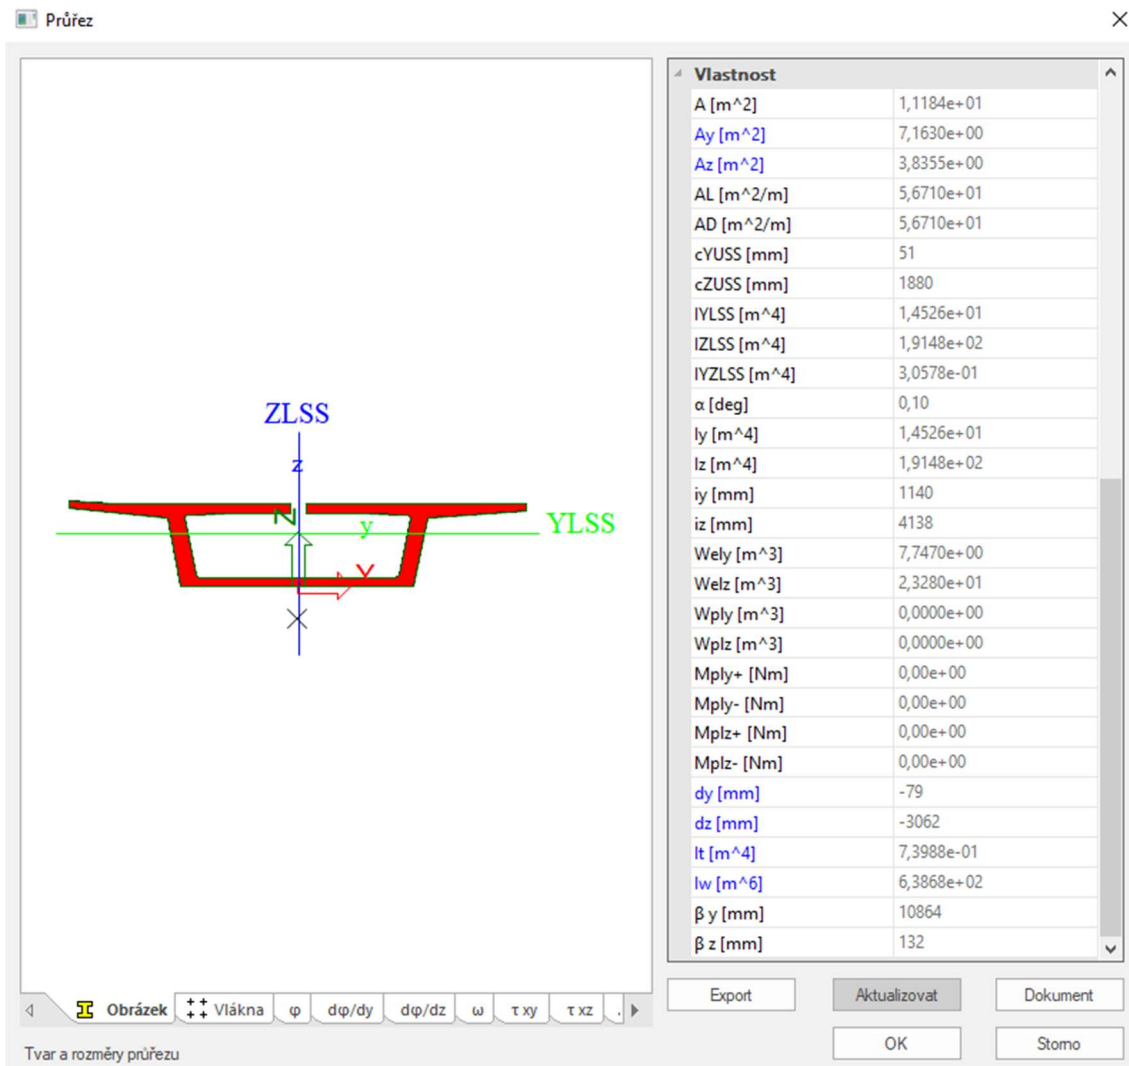 Průřez
ZLSS
z
N
y
YLSS
Y
Vlastnost
A [m^2] 1,1184e+01
Ay [m^2] 7,1630e+00
Az [m^2] 3,8355e+00
AL [m^2/m] 5,6710e+01
AD [m^2/m] 5,6710e+01
cYUSS [mm] 51
cZUSS [mm] 1880
IYLSS [m^4] 1,4526e+01
IZLSS [m^4] 1,9148e+02
IYZLSS [m^4] 3,0578e-01
α [deg] 0,10
Iy [m^4] 1,4526e+01
Iz [m^4] 1,9148e+02
iy [mm] 1140
iz [mm] 4138
Wely [m^3] 7,7470e+00
Welz [m^3] 2,3280e+01
Wply [m^3] 0,0000e+00
Wplz [m^3] 0,0000e+00
Mply+ [Nm] 0,00e+00
Mply- [Nm] 0,00e+00
Mplz+ [Nm] 0,00e+00
Mplz- [Nm] 0,00e+00
dy [mm] -79
dz [mm] -3062
It [m^4] 7,3988e-01
Iw [m^6] 6,3868e+02
β y [mm] 10864
β z [mm] 132
Obrázek Vlákna φ dφ/dy dφ/dz ω τ xy τ xz .
Export Aktualizovat Dokument
OK Storno
Tvar a rozměry průřezu